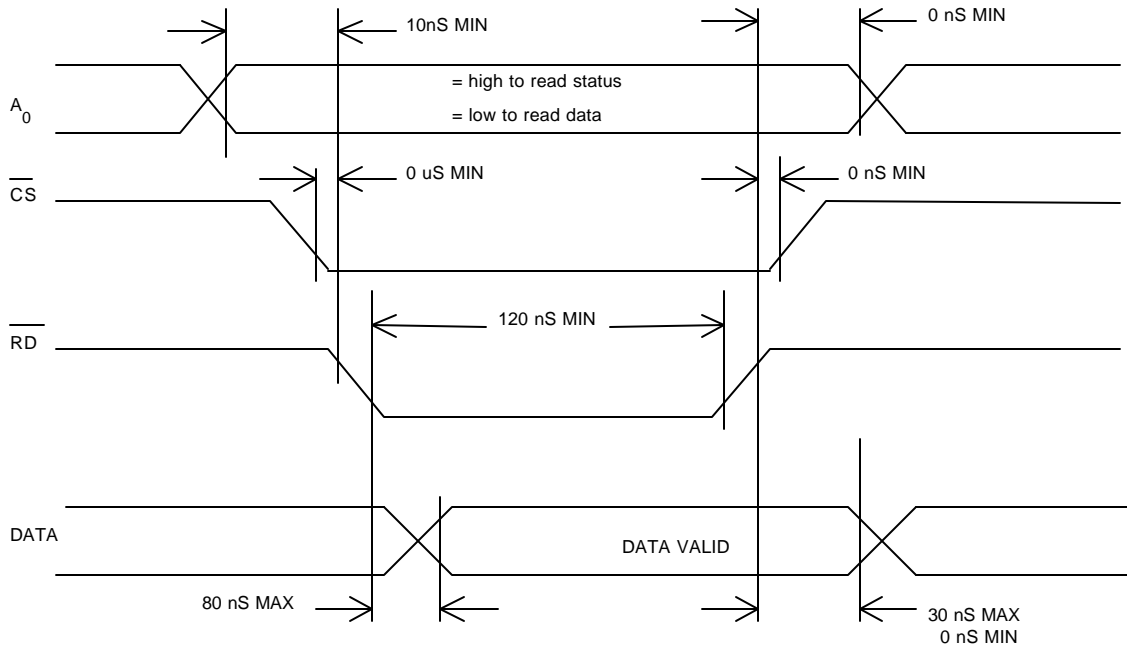 10nS MIN
0 nS MIN
= high to read status
A0
= low to read data
0 uS MIN
0 nS MIN
CS
120 nS MIN
RD
DATA
DATA VALID
80 nS MAX
30 nS MAX
0 nS MIN